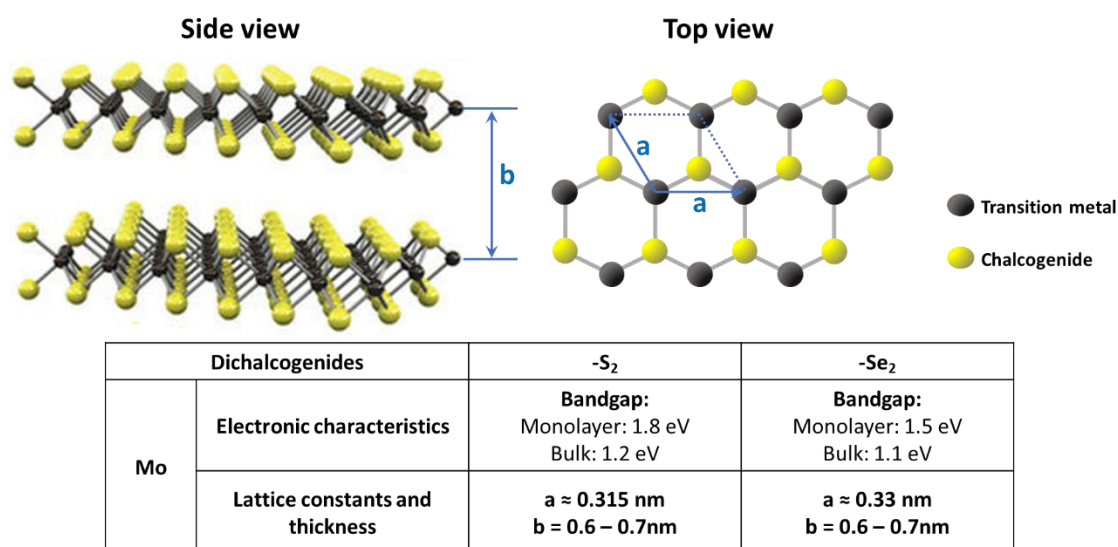 Side view
Top view
b
a
a
Transition metal
Chalcogenide
Dichalcogenides
-S₂
-Se₂
Mo
Electronic characteristics
Bandgap:
Monolayer: 1.8 eV
Bulk: 1.2 eV
Bandgap:
Monolayer: 1.5 eV
Bulk: 1.1 eV
Lattice constants and
thickness
a ≈ 0.315 nm
b = 0.6 – 0.7nm
a ≈ 0.33 nm
b = 0.6 – 0.7nm